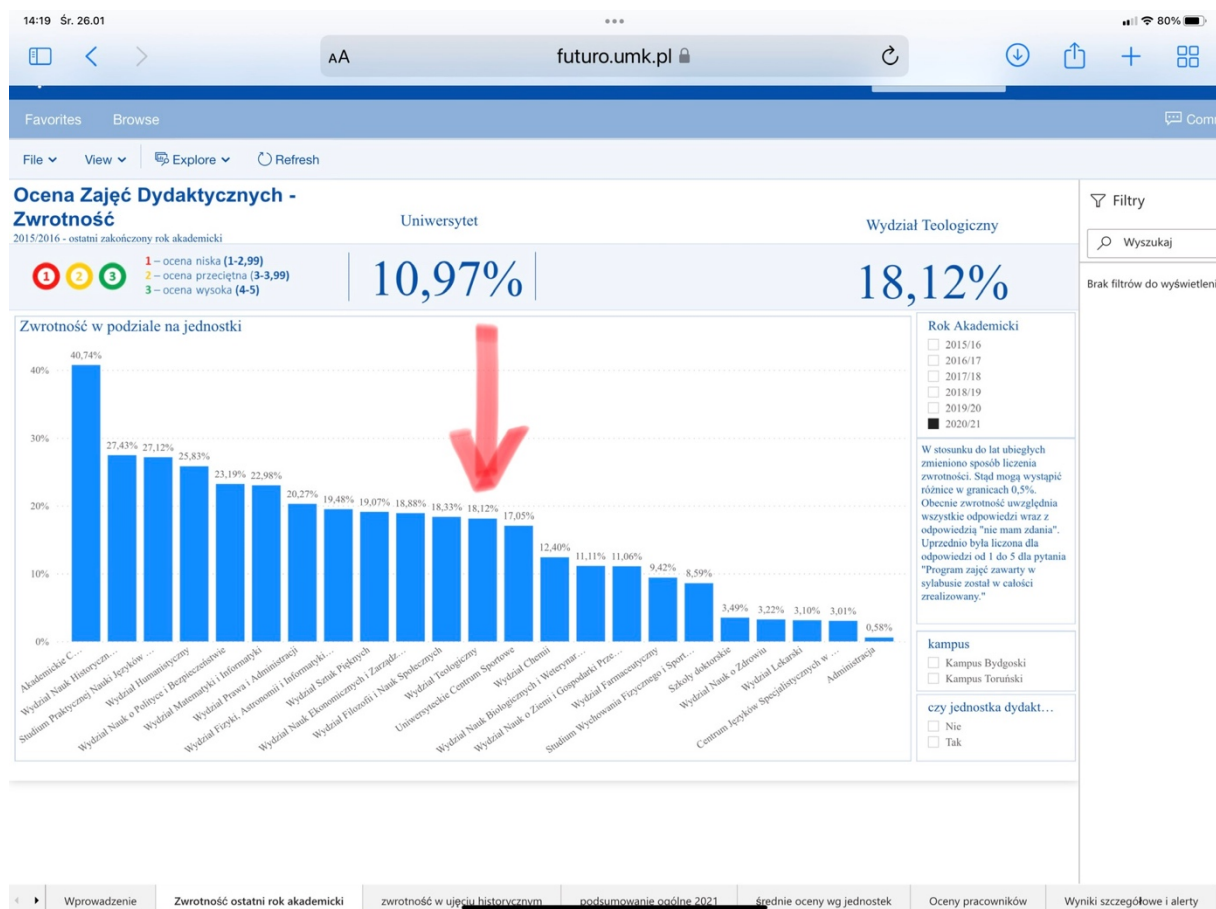 14:19 Śr. 26.01
80%
AA
futuro.umk.pl
Favorites Browse
File View Explore Refresh
Ocena Zajęć Dydaktycznych -
Zwrotność
2015/2016 - ostatni zakończony rok akademicki
Uniwersytet
Wydział Teologiczny
1 2 3
1 – ocena niska (1-2,99)
2 – ocena przeciętna (3-3,99)
3 – ocena wysoka (4-5)
10,97%
18,12%
Zwrotność w podziale na jednostki
40%
30%
20%
10%
0%
40,74%
27,43%
27,12%
25,83%
23,19%
22,98%
20,27%
19,48%
19,07%
18,88%
18,33%
18,12%
17,05%
12,40%
11,11%
11,06%
9,42%
8,59%
3,49%
3,22%
3,10%
3,01%
0,58%
Akademickie C...
Wydział Nauk Historyczn...
Studium Praktycznej Nauki Języków ...
Wydział Humanistyczny
Wydział Nauk o Polityce i Bezpieczeństwie
Wydział Matematyki i Informatyki
Wydział Prawa i Administracji
Wydział Fizyki, Astronomii i Informatyki...
Wydział Sztuk Pięknych
Wydział Nauk Ekonomicznych i Zarządz...
Wydział Filozofii i Nauk Społecznych
Wydział Teologiczny
Uniwersyteckie Centrum Sportowe
Wydział Chemii
Wydział Nauk Biologicznych i Weterynar...
Wydział Nauk o Ziemi i Gospodarki Prze...
Wydział Farmaceutyczny
Studium Wychowania Fizycznego i Sport...
Szkoły doktorskie
Wydział Nauk o Zdrowiu
Wydział Lekarski
Centrum Języków Specjalistycznych w ...
Administracja
Rok Akademicki
2015/16
2016/17
2017/18
2018/19
2019/20
2020/21
W stosunku do lat ubiegłych
zmieniono sposób liczenia
zwrotności. Stąd mogą wystąpić
różnice w granicach 0,5%.
Obecnie zwrotność uwzględnia
wszystkie odpowiedzi wraz z
odpowiedzią "nie mam zdania".
Uprzednio była liczona dla
odpowiedzi od 1 do 5 dla pytania
"Program zajęć zawarty w
sylabusie został w całości
zrealizowany."
kampus
Kampus Bydgoski
Kampus Toruński
czy jednostka dydakt...
Nie
Tak
Filtry
Wyszukaj
Brak filtrów do wyświetleni
Wprowadzenie
Zwrotność ostatni rok akademicki
zwrotność w ujęciu historycznym
podsumowanie ogólne 2021
średnie oceny wg jednostek
Oceny pracowników
Wyniki szczegółowe i alerty